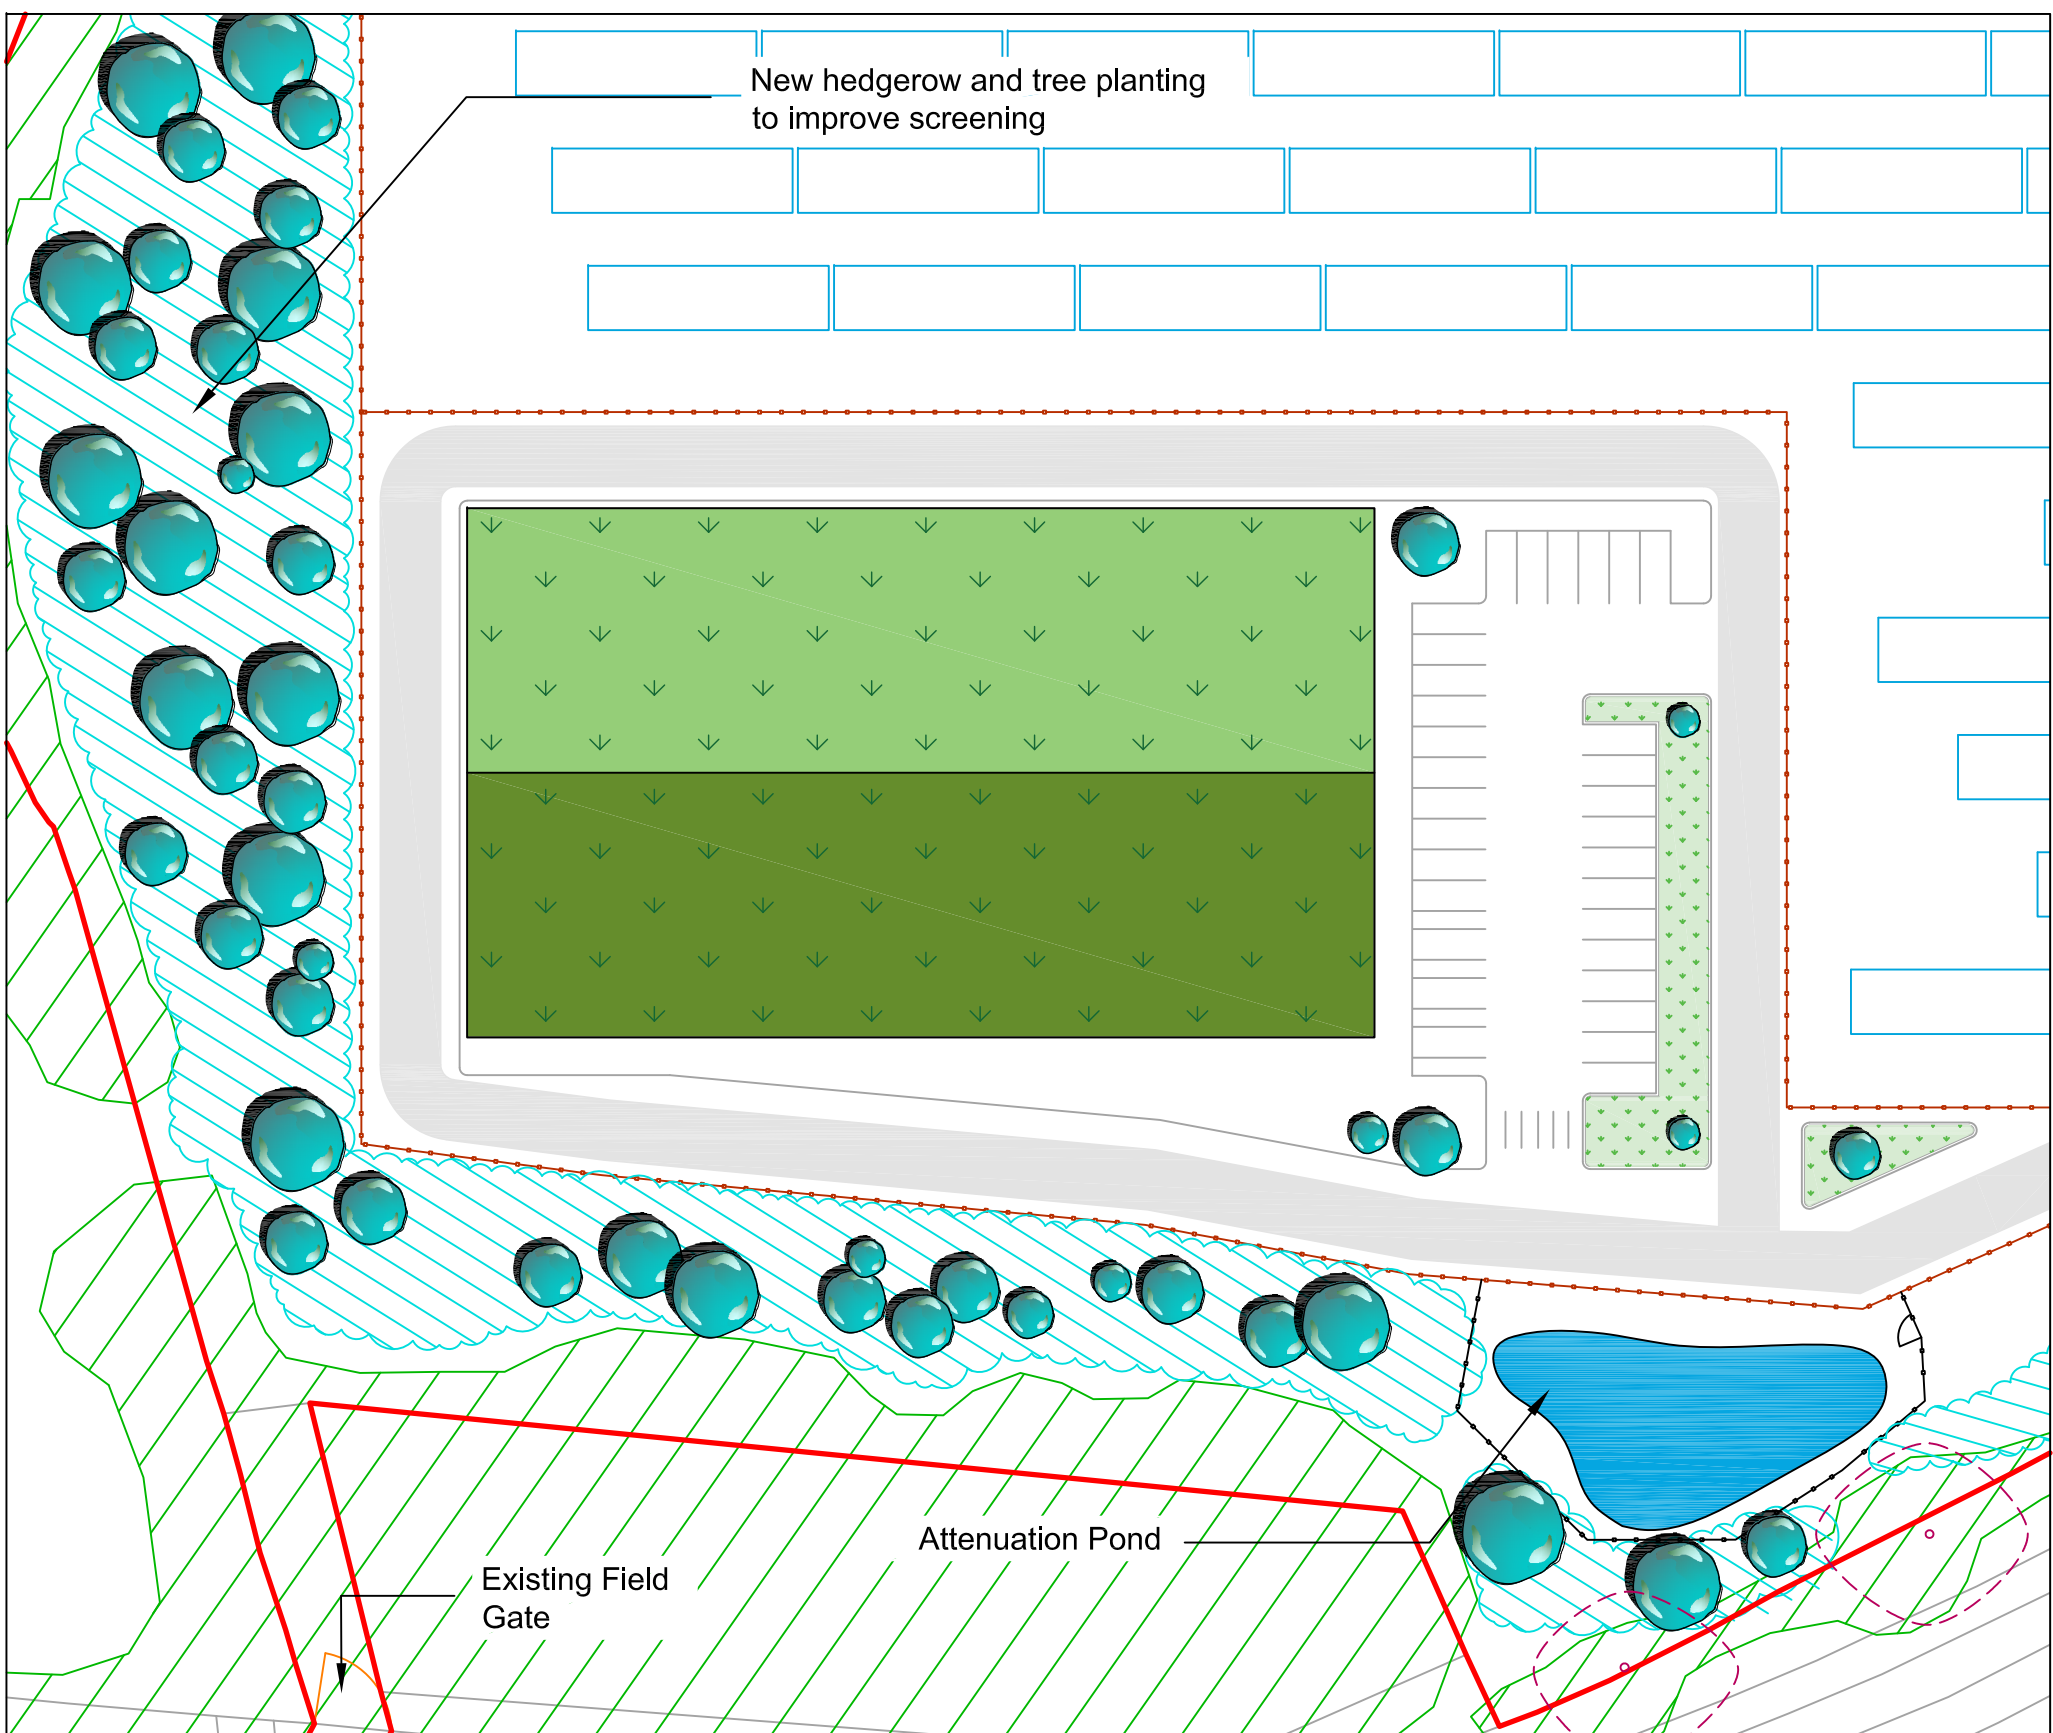 New hedgerow and tree planting
to improve screening
Attenuation Pond
Existing Field
Gate